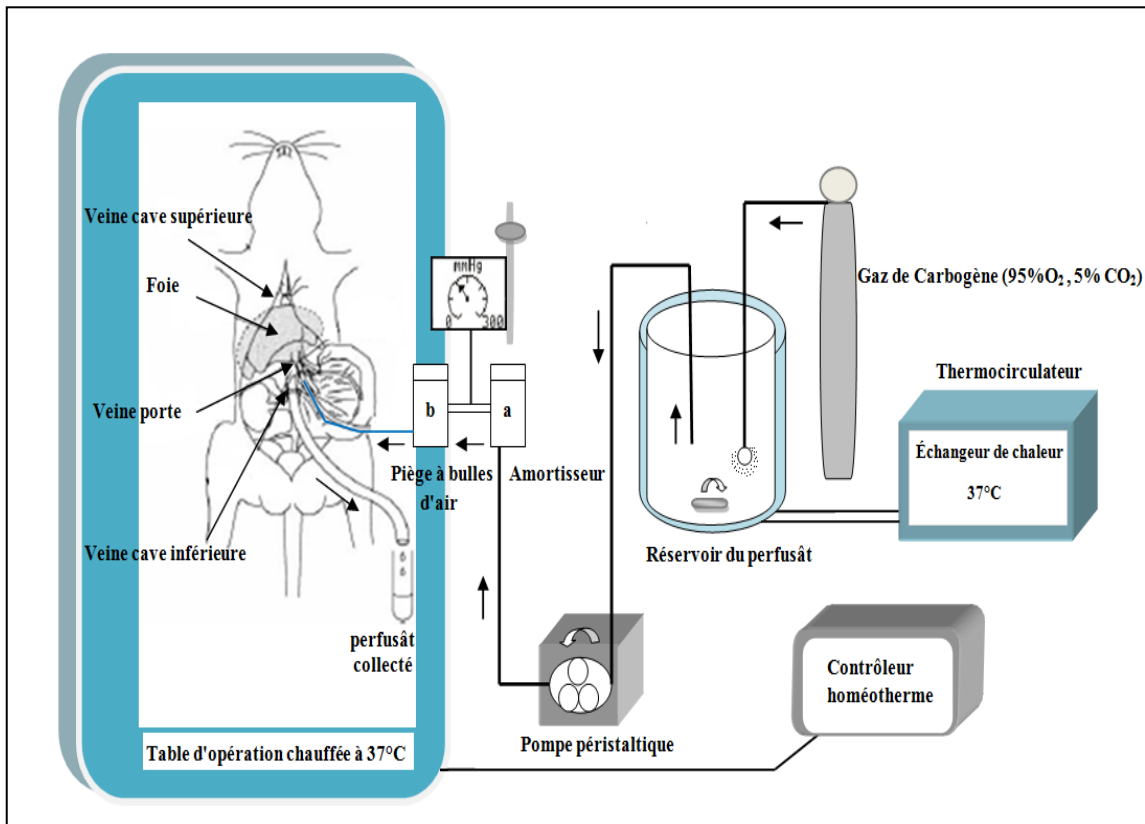 Veine cave supérieure
Foie
Veine porte
Veine cave inférieure
perfusât
collecté
Table d'opération chauffée à 37°C
mmHg
0 300
b
a
Piège à bulles
d'air
Amortisseur
Pompe péristaltique
Réservoir du perfusât
Gaz de Carbogène (95%O₂ , 5% CO₂)
Thermocirculateur
Échangeur de chaleur
37°C
Contrôleur
homéotherme